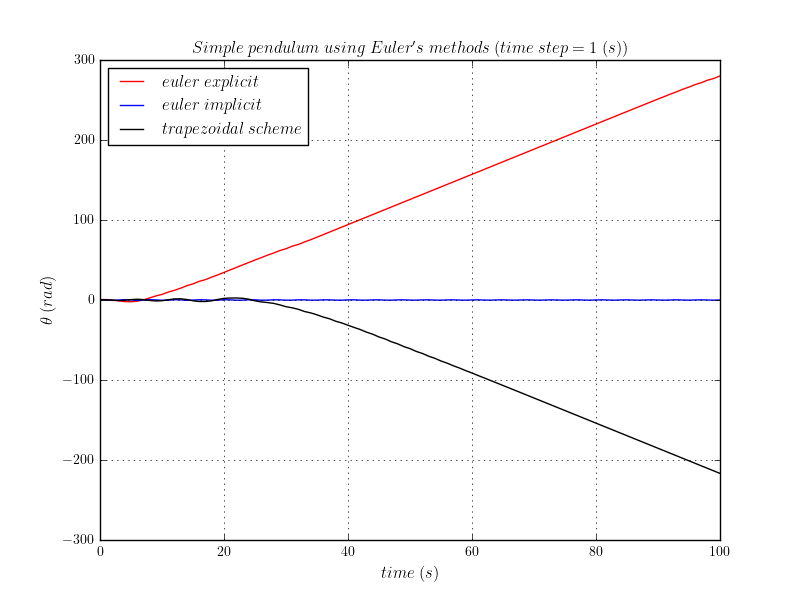 Simple pendulum using Euler's methods (time step = 1 (s))
euler explicit
euler implicit
trapezoidal scheme
300
200
100
0
−100
−200
−300
θ (rad)
0 20 40 60 80 100
time (s)